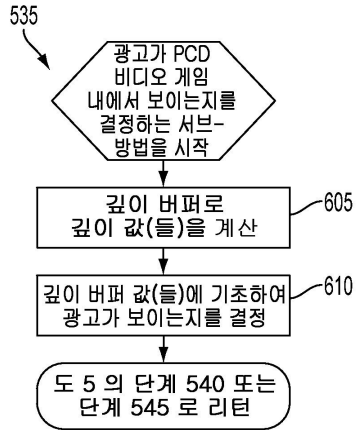 535
광고가 PCD
비디오 게임
내에서 보이는지를
결정하는 서브-
방법을 시작
깊이 버퍼로
깊이 값(들)을 계산
605
깊이 버퍼 값(들)에 기초하여
광고가 보이는지를 결정
610
도 5 의 단계 540 또는
단계 545 로 리턴